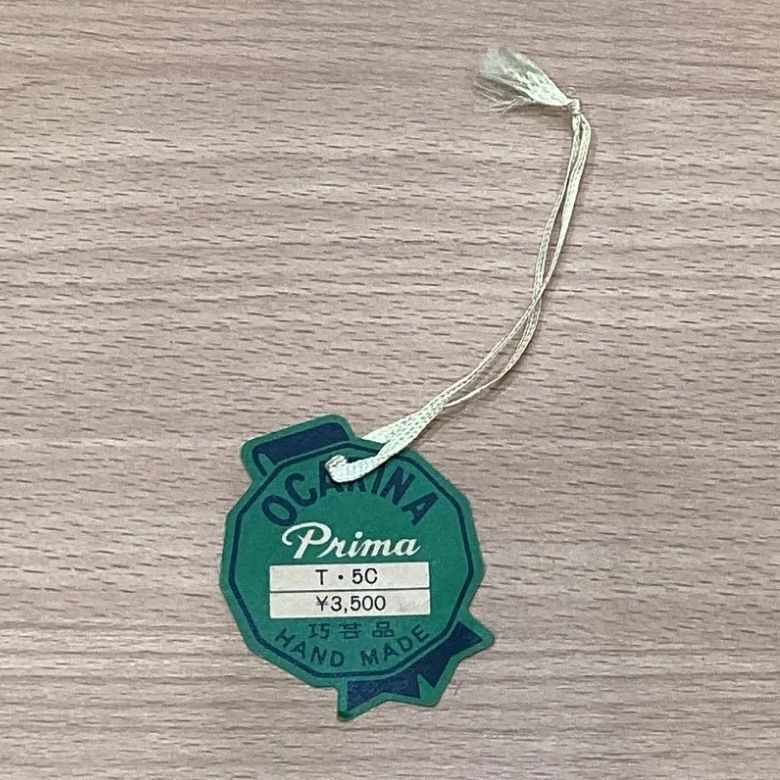 OCARINA
Prima
T・5C
¥3,500
巧芸品
HAND MADE